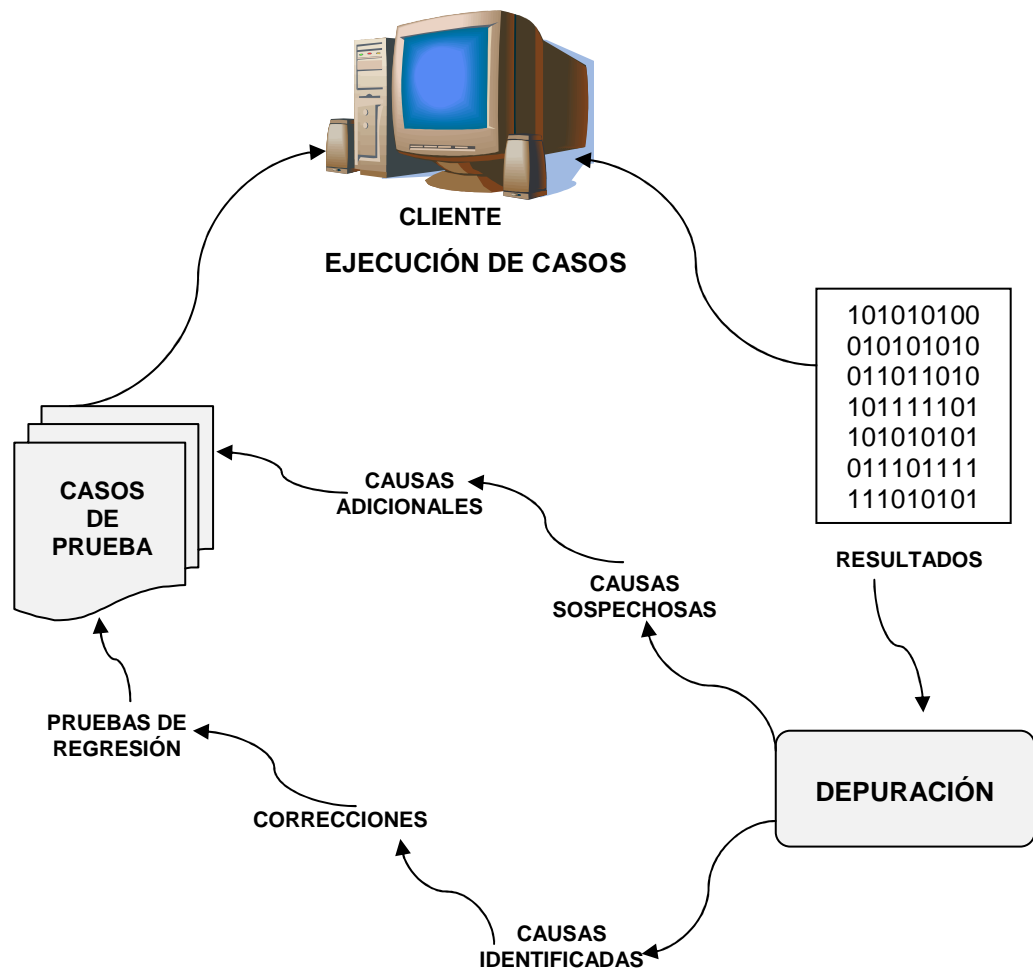 CLIENTE
EJECUCIÓN DE CASOS
101010100
010101010
011011010
101111101
101010101
011101111
111010101
RESULTADOS
CASOS
DE
PRUEBA
CAUSAS
ADICIONALES
CAUSAS
SOSPECHOSAS
PRUEBAS DE
REGRESIÓN
DEPURACIÓN
CORRECCIONES
CAUSAS
IDENTIFICADAS